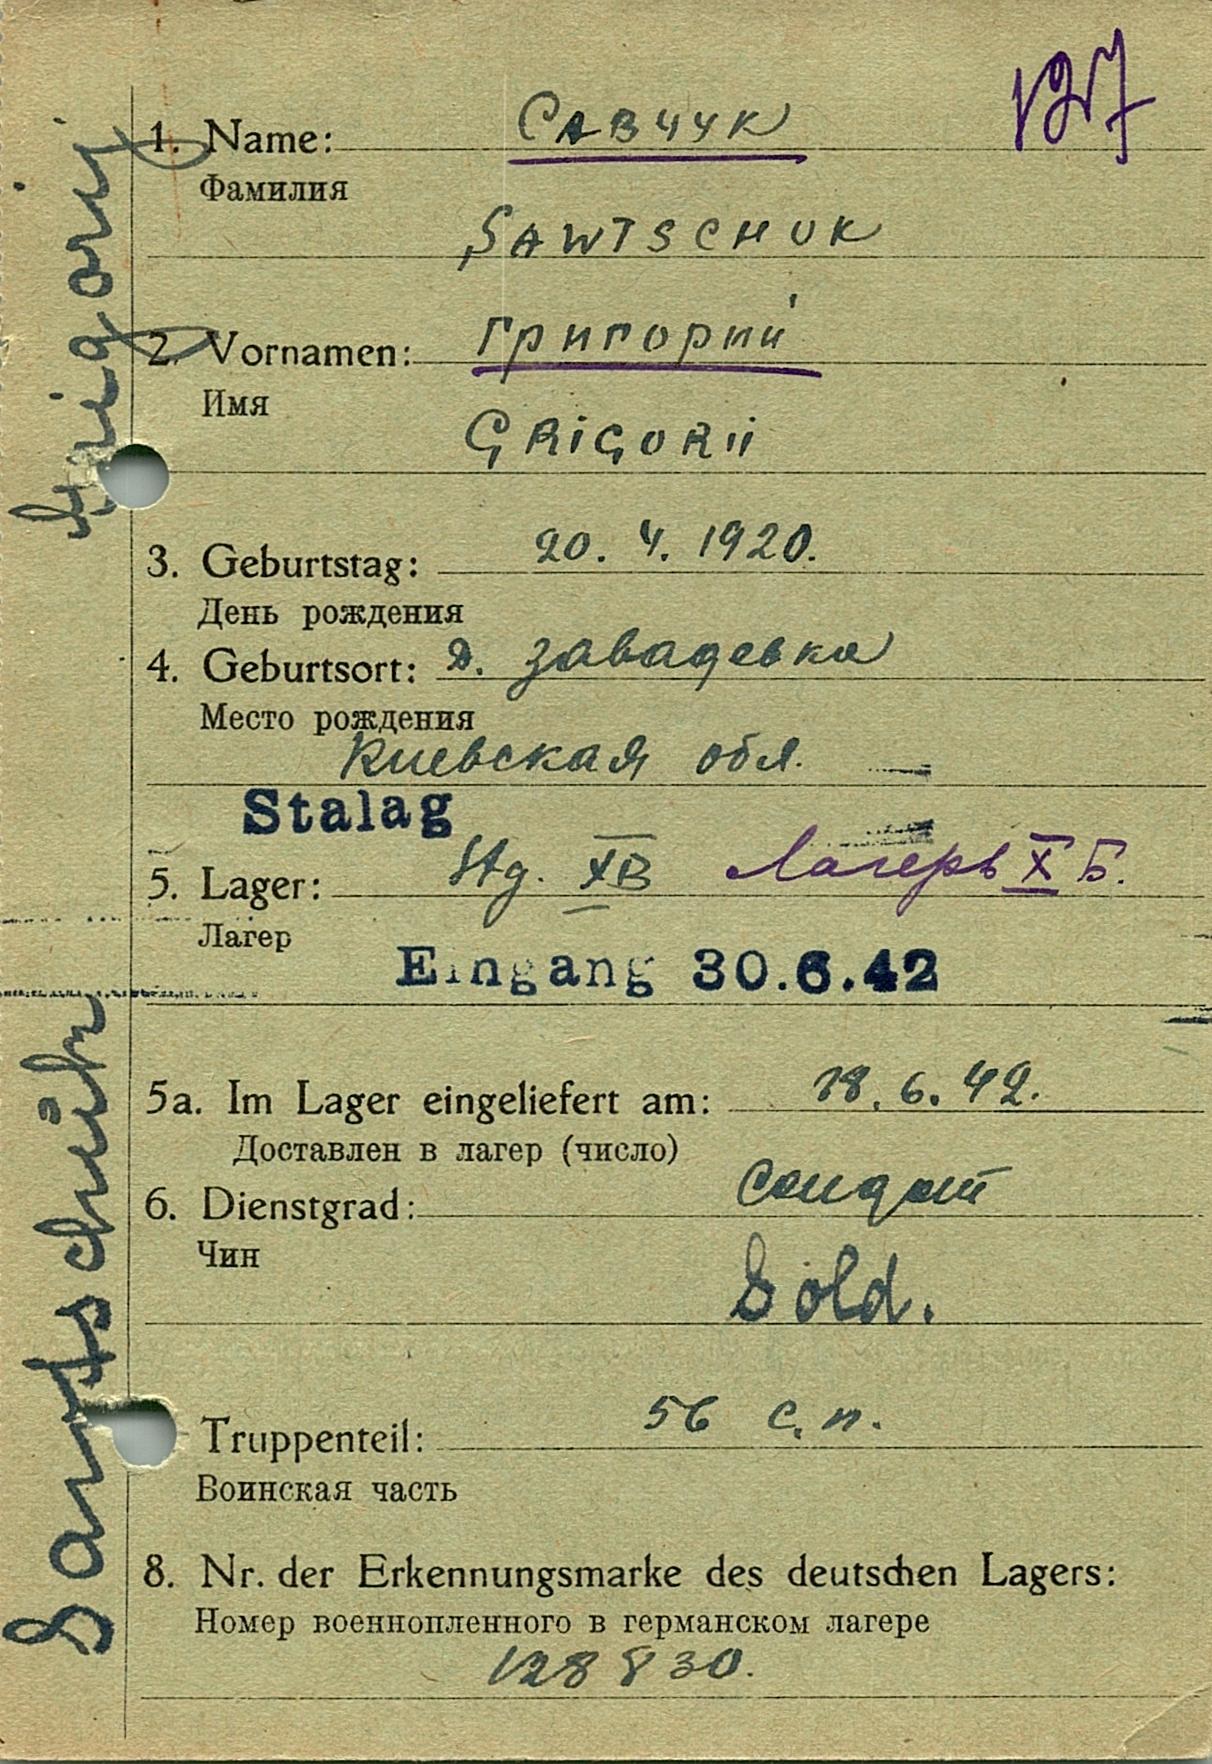 127
1. Name: Савчук
Фамилия
Sawtschuk
2. Vornamen: Григорий
Имя
Grigorii
3. Geburtstag: 20. 4. 1920.
День рождения
4. Geburtsort: д. Завадевка
Место рождения
Киевская обл.
Stalag
5. Lager: Stg. XB Лагерь X Б.
Лагер
Eingang 30.6.42
5a. Im Lager eingeliefert am: 18. 6. 42.
Доставлен в лагер (число)
6. Dienstgrad: солдат
Чин
Sold.
Truppenteil: 56 с. п.
Воинская часть
8. Nr. der Erkennungsmarke des deutschen Lagers:
Номер военнопленного в германском лагере
128830.
Sawtschuk Grigorij